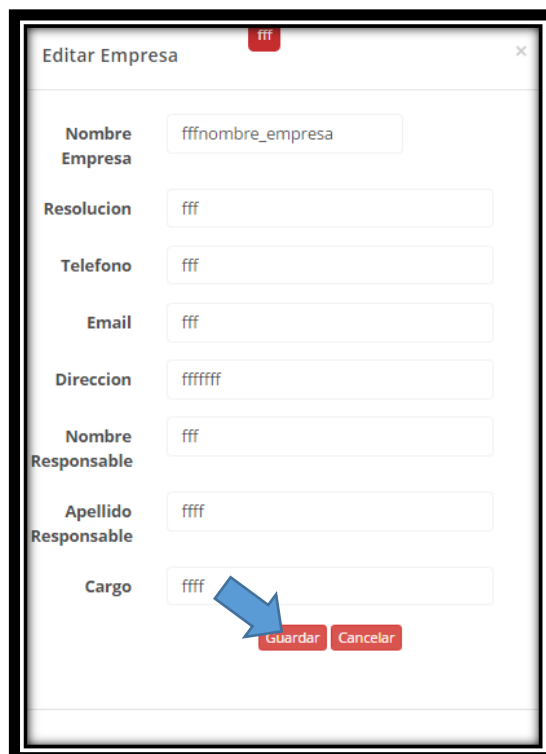 fff
Editar Empresa ×
Nombre Empresa fffnombre_empresa
Resolucion fff
Telefono fff
Email fff
Direccion fffffff
Nombre Responsable fff
Apellido Responsable ffff
Cargo ffff
Guardar Cancelar